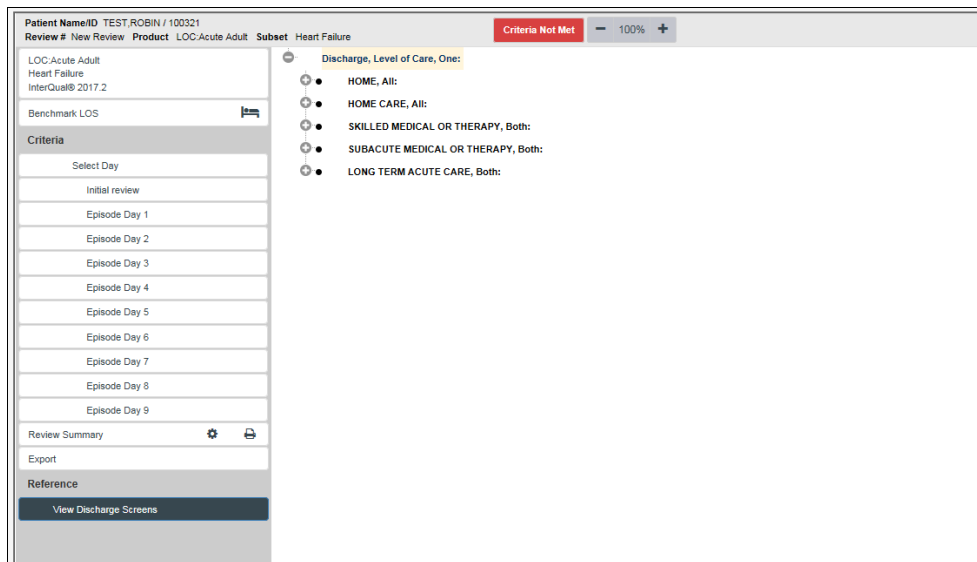 Patient Name/ID TEST,ROBIN / 100321
Review # New Review Product LOC:Acute Adult Subset Heart Failure
Criteria Not Met
100%
LOC:Acute Adult
Heart Failure
InterQual® 2017.2
Benchmark LOS
Criteria
Select Day
Initial review
Episode Day 1
Episode Day 2
Episode Day 3
Episode Day 4
Episode Day 5
Episode Day 6
Episode Day 7
Episode Day 8
Episode Day 9
Review Summary
Export
Reference
View Discharge Screens
Discharge, Level of Care, One:
HOME, All:
HOME CARE, All:
SKILLED MEDICAL OR THERAPY, Both:
SUBACUTE MEDICAL OR THERAPY, Both:
LONG TERM ACUTE CARE, Both: